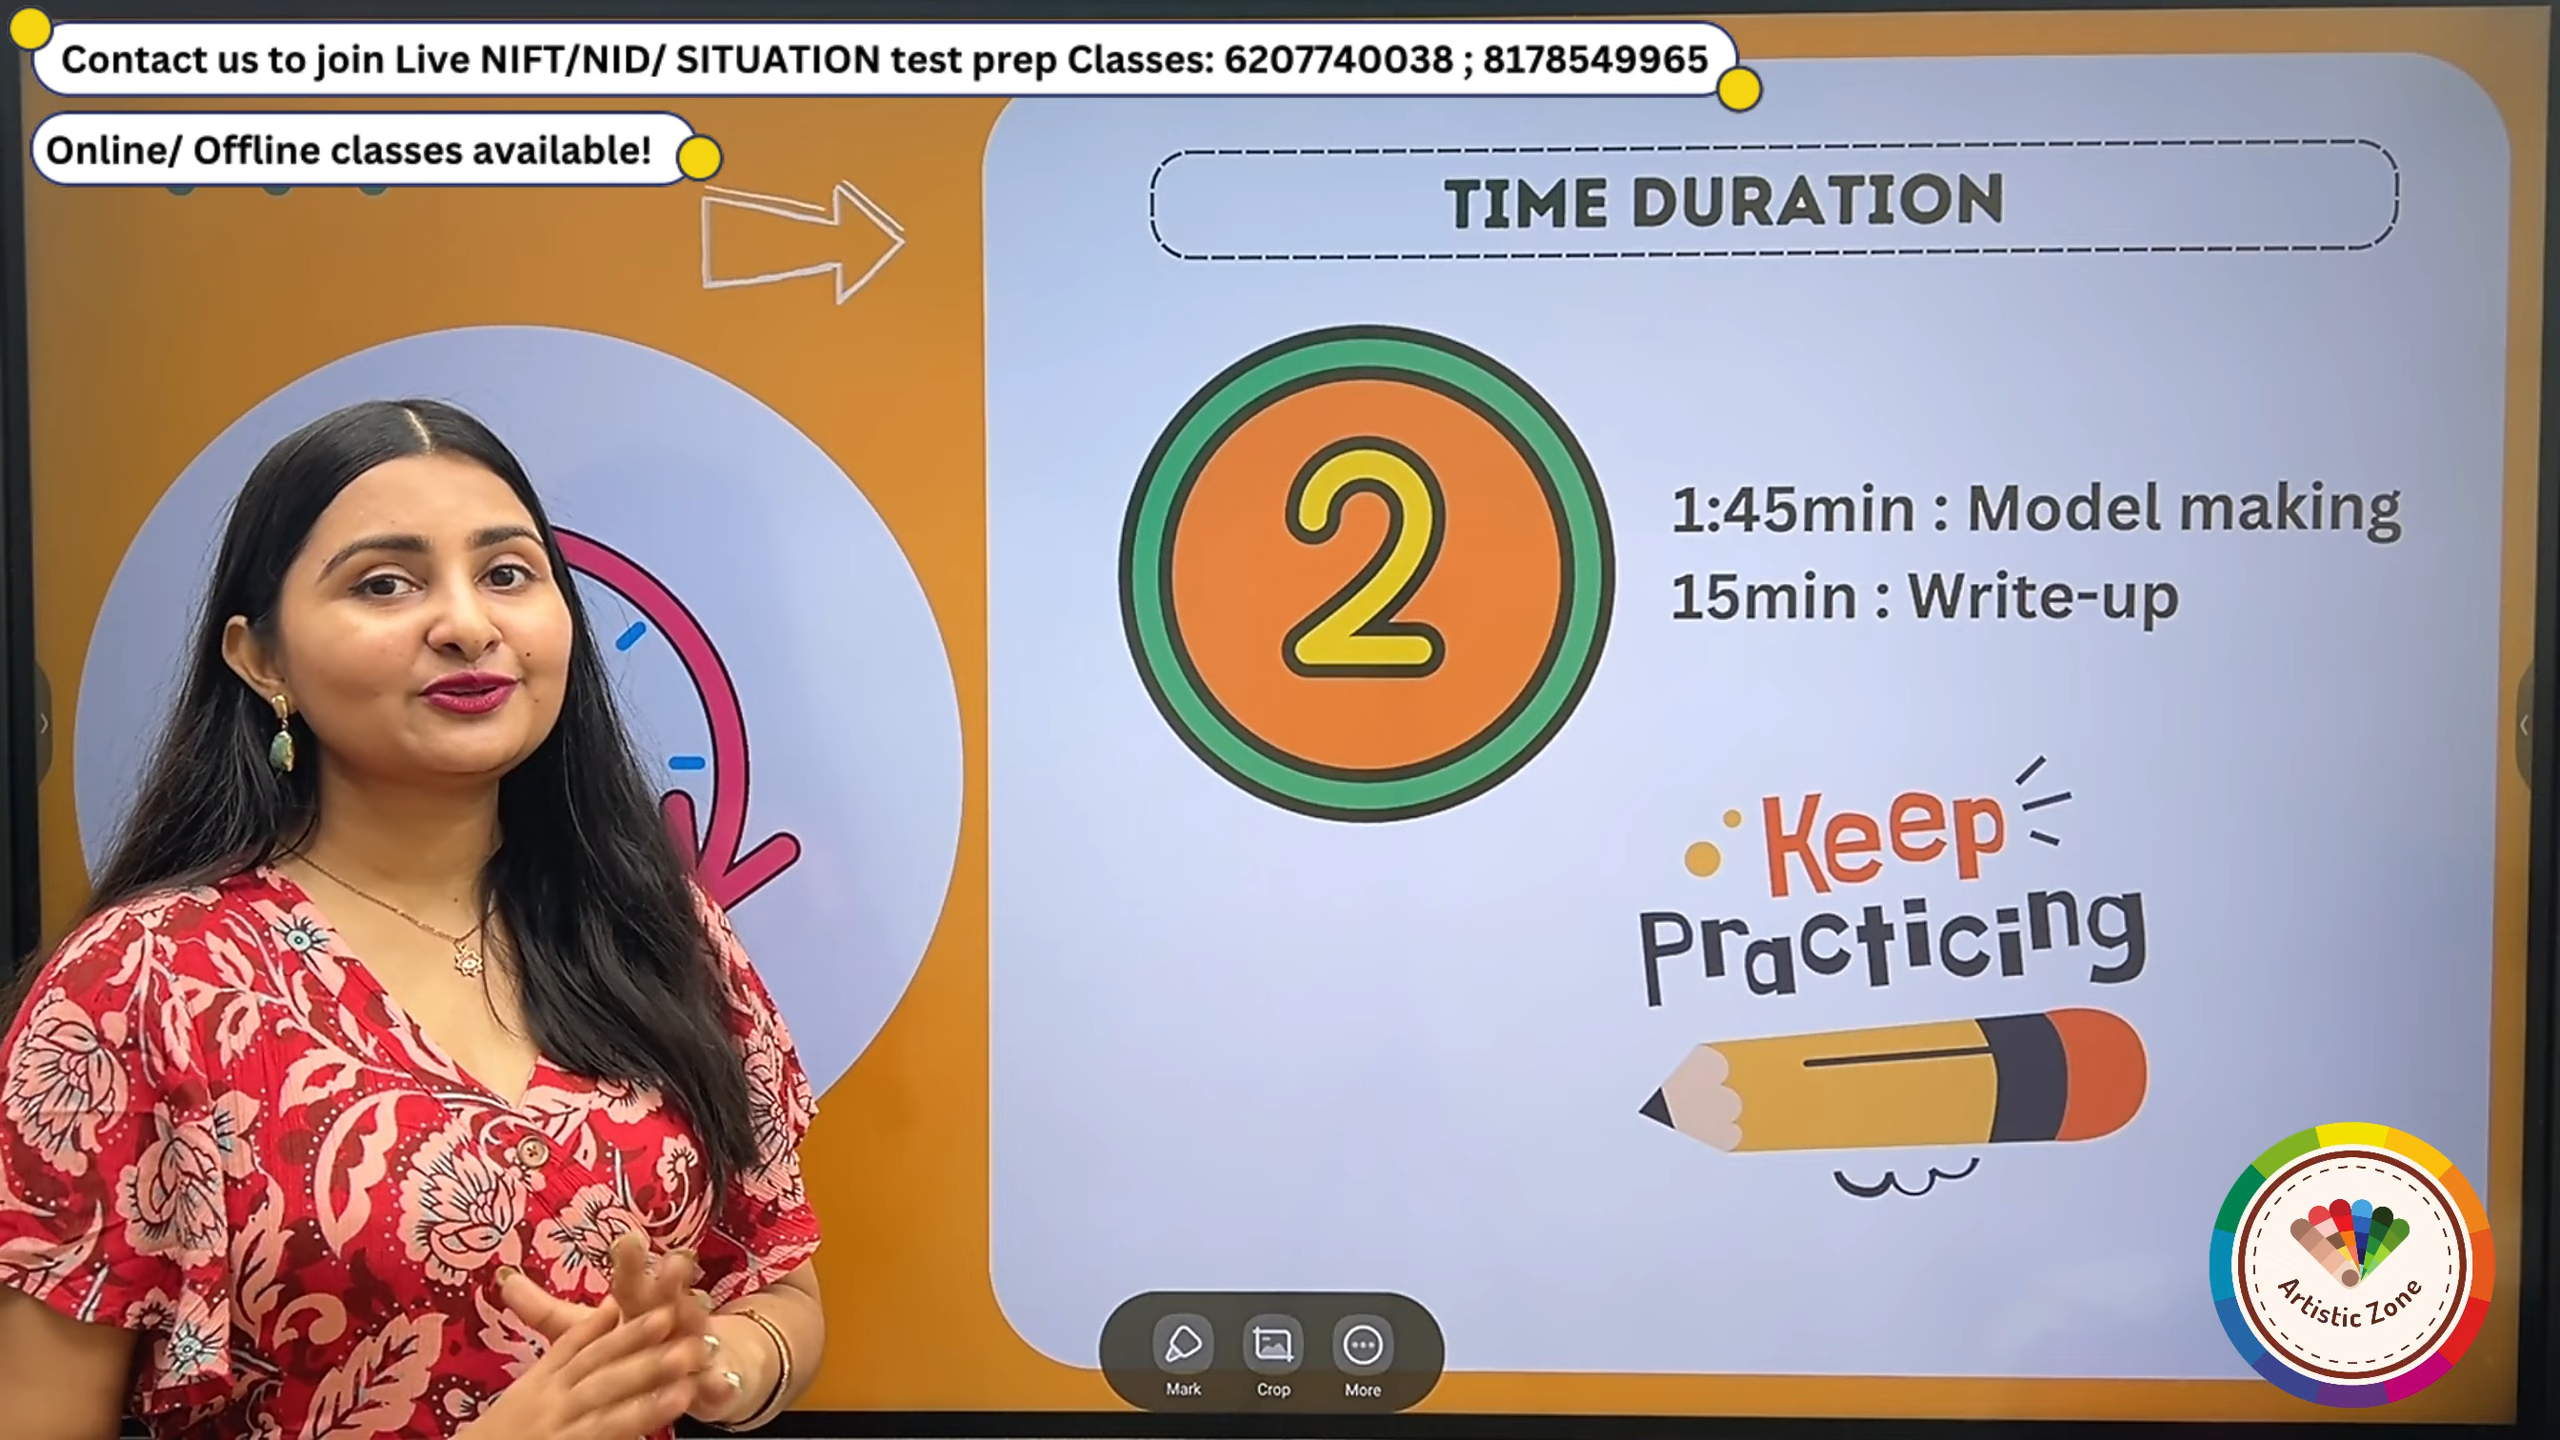 Contact us to join Live NIFT/NID/ SITUATION test prep Classes: 6207740038 ; 8178549965
Online/ Offline classes available!
TIME DURATION
2
1:45min : Model making
15min : Write-up
Keep
Practicing
Mark
Crop
More
Artistic Zone